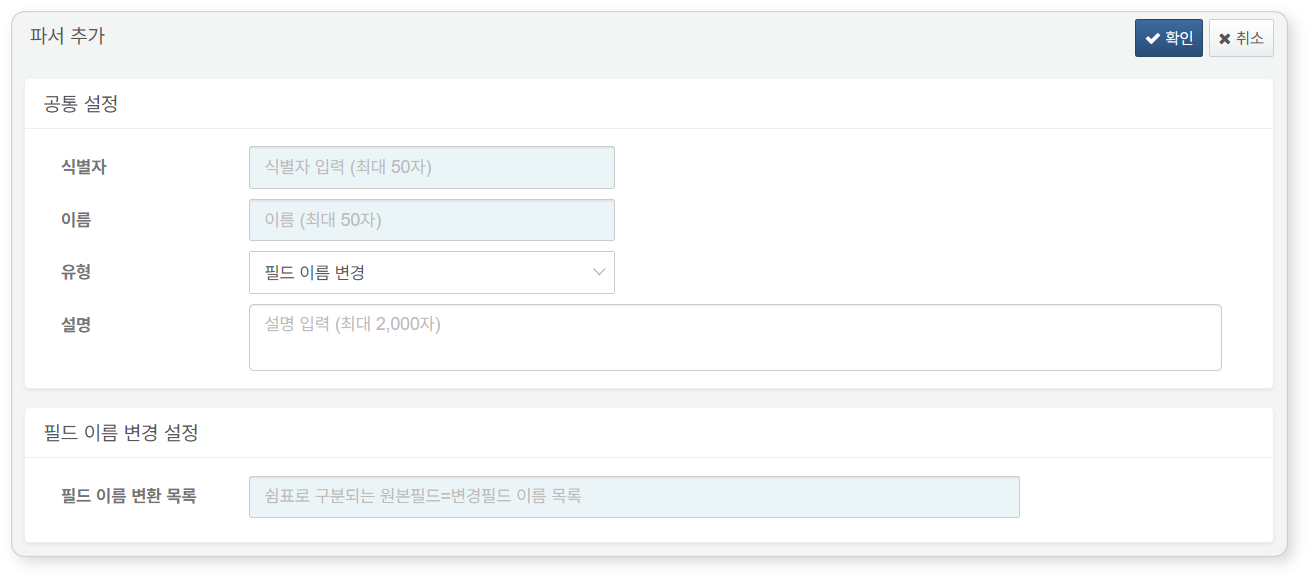 파서 추가
확인 취소
공통 설정
식별자 식별자 입력 (최대 50자)
이름 이름 (최대 50자)
유형 필드 이름 변경
설명 설명 입력 (최대 2,000자)
필드 이름 변경 설정
필드 이름 변환 목록 쉼표로 구분되는 원본필드=변경필드 이름 목록